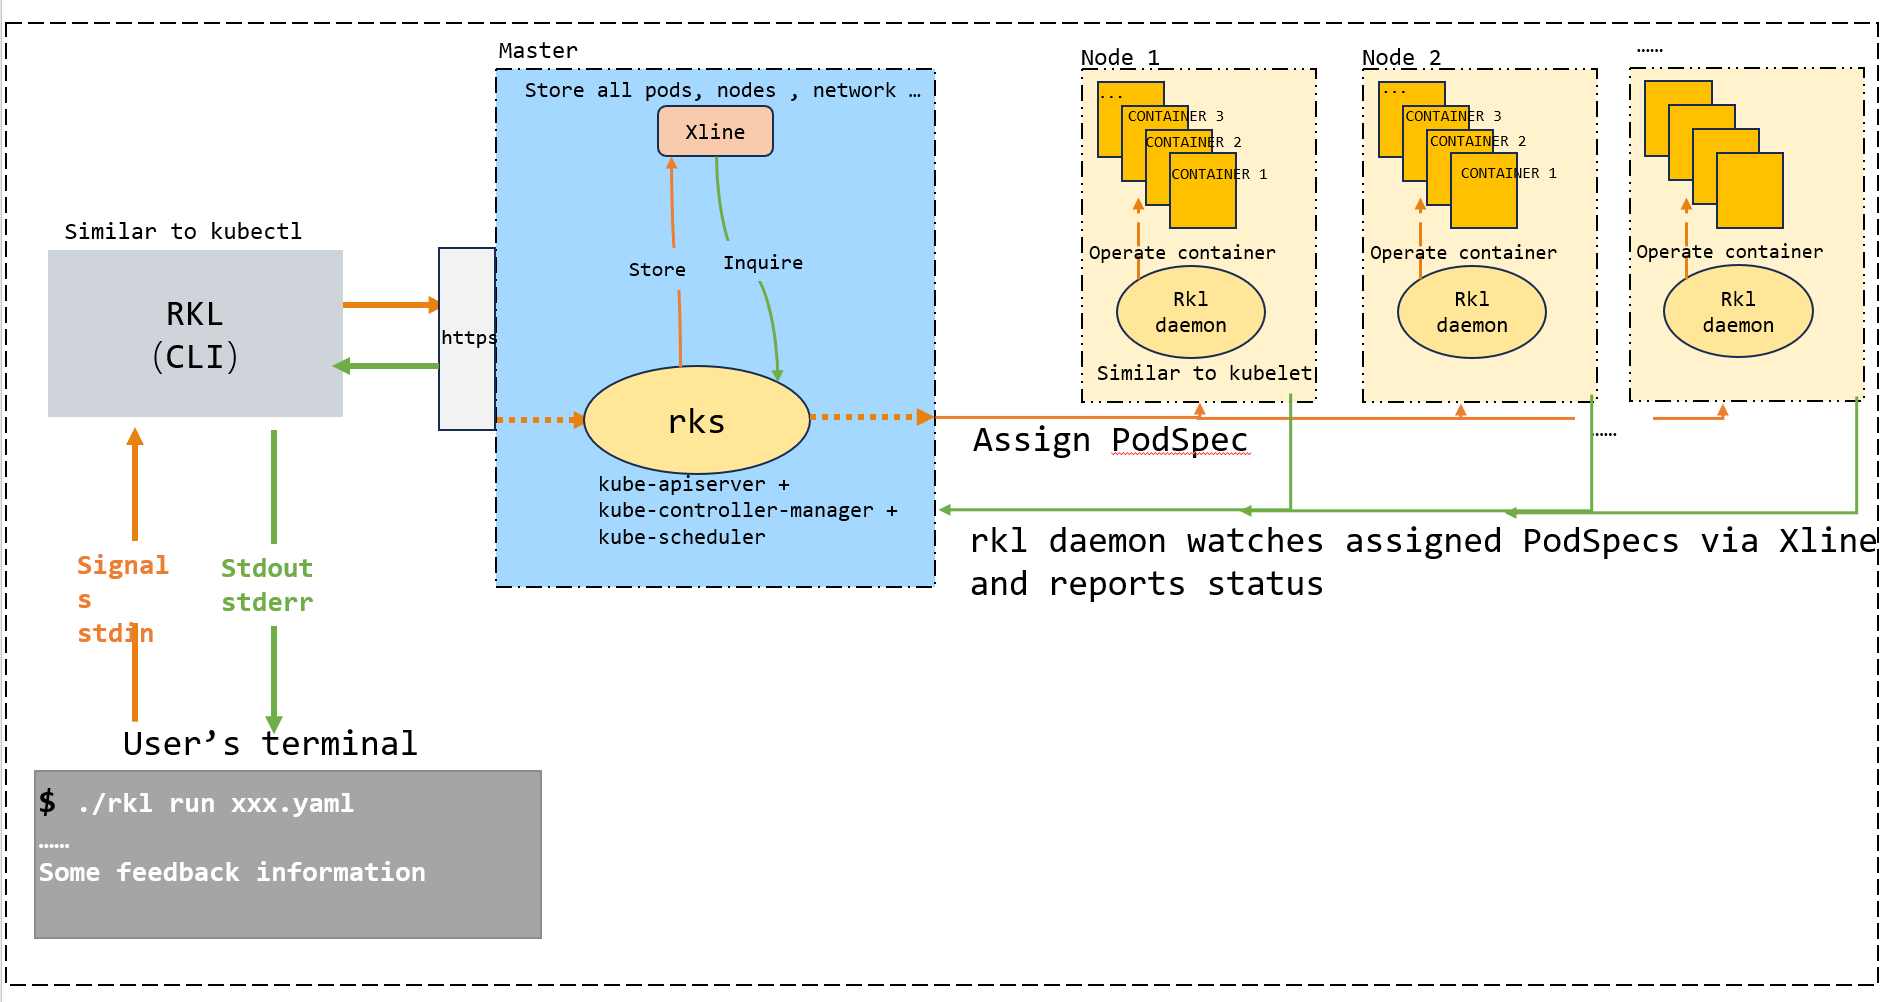 Master
Store all pods, nodes , network …
Xline
Store
Inquire
https
rks
kube-apiserver +
kube-controller-manager +
kube-scheduler
Similar to kubectl
RKL
(CLI)
Signal
s
stdin
Stdout
stderr
User’s terminal
$ ./rkl run xxx.yaml
……
Some feedback information
Node 1
...
CONTAINER 3
CONTAINER 2
CONTAINER 1
Operate container
Rkl
daemon
Similar to kubelet
Node 2
...
CONTAINER 3
CONTAINER 2
CONTAINER 1
Operate container
Rkl
daemon
……
Operate container
Rkl
daemon
Assign PodSpec
……
rkl daemon watches assigned PodSpecs via Xline
and reports status